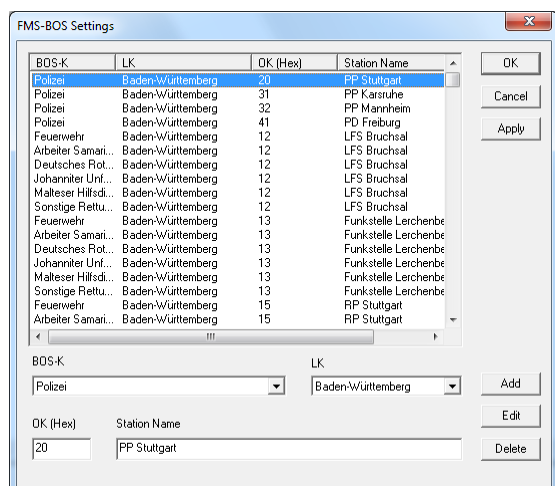 FMS-BOS Settings
BOS-K LK OK (Hex) Station Name
Polizei Baden-Württemberg 20 PP Stuttgart
Polizei Baden-Württemberg 31 PP Karsruhe
Polizei Baden-Württemberg 32 PP Mannheim
Polizei Baden-Württemberg 41 PD Freiburg
Feuerwehr Baden-Württemberg 12 LFS Bruchsal
Arbeiter Samari... Baden-Württemberg 12 LFS Bruchsal
Deutsches Rot... Baden-Württemberg 12 LFS Bruchsal
Johanniter Unf... Baden-Württemberg 12 LFS Bruchsal
Malteser Hilfsdi... Baden-Württemberg 12 LFS Bruchsal
Sonstige Rettu... Baden-Württemberg 12 LFS Bruchsal
Feuerwehr Baden-Württemberg 13 Funkstelle Lerchenbe
Arbeiter Samari... Baden-Württemberg 13 Funkstelle Lerchenbe
Deutsches Rot... Baden-Württemberg 13 Funkstelle Lerchenbe
Johanniter Unf... Baden-Württemberg 13 Funkstelle Lerchenbe
Malteser Hilfsdi... Baden-Württemberg 13 Funkstelle Lerchenbe
Sonstige Rettu... Baden-Württemberg 13 Funkstelle Lerchenbe
Feuerwehr Baden-Württemberg 15 RP Stuttgart
Arbeiter Samari... Baden-Württemberg 15 RP Stuttgart
OK
Cancel
Apply
BOS-K LK
Polizei Baden-Württemberg
Add
Edit
OK (Hex) Station Name
20 PP Stuttgart
Delete